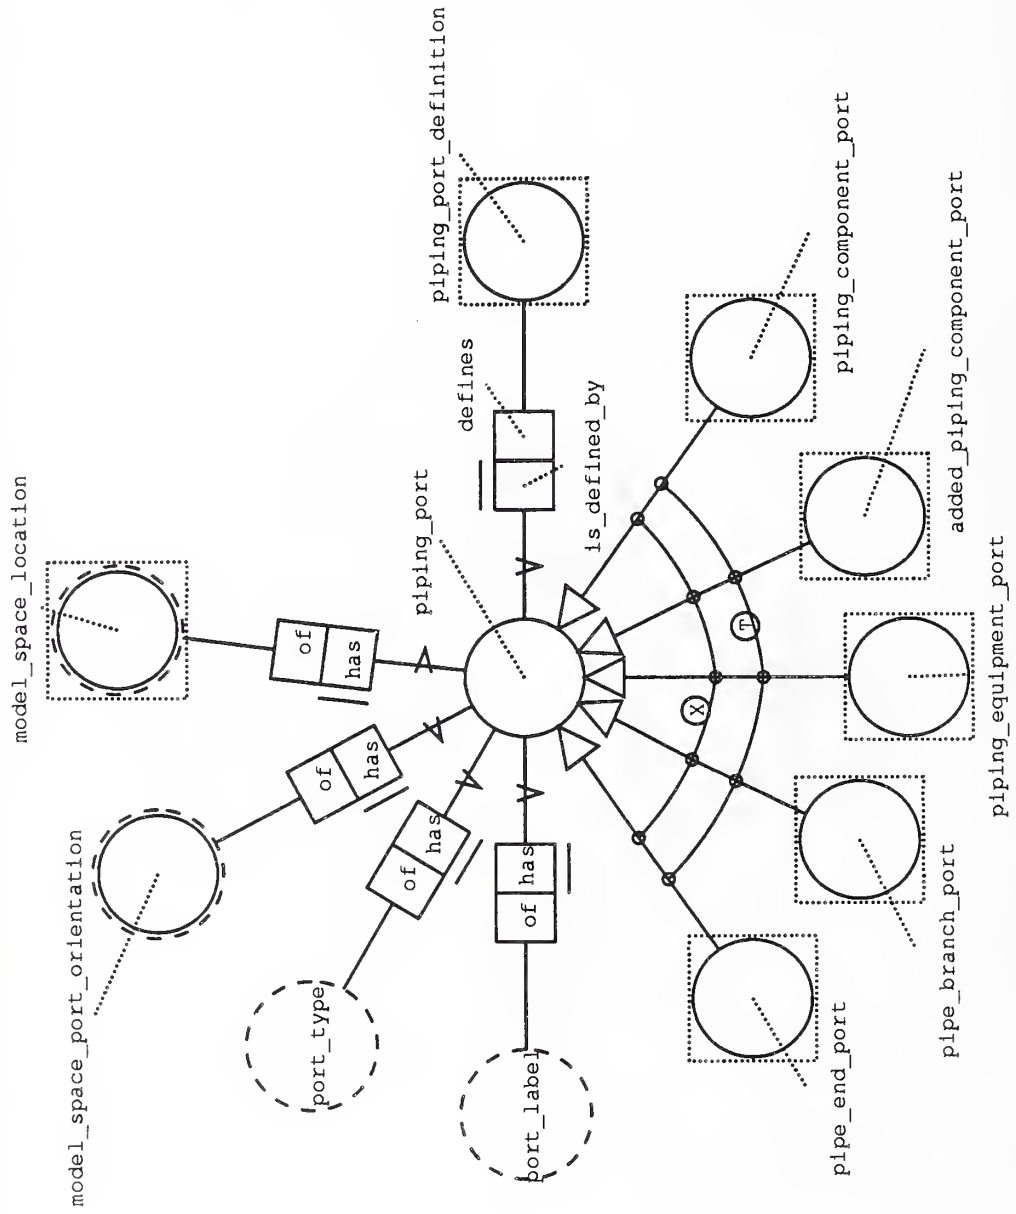 model_space_location
model_space_port_orientation
of
has
of
has
port_type
of
has
port_label
of
has
piping_port
piping_port_definition
defines
is_defined_by
X
T
pipe_end_port
pipe_branch_port
piping_equipment_port
added_piping_component_port
piping_component_port